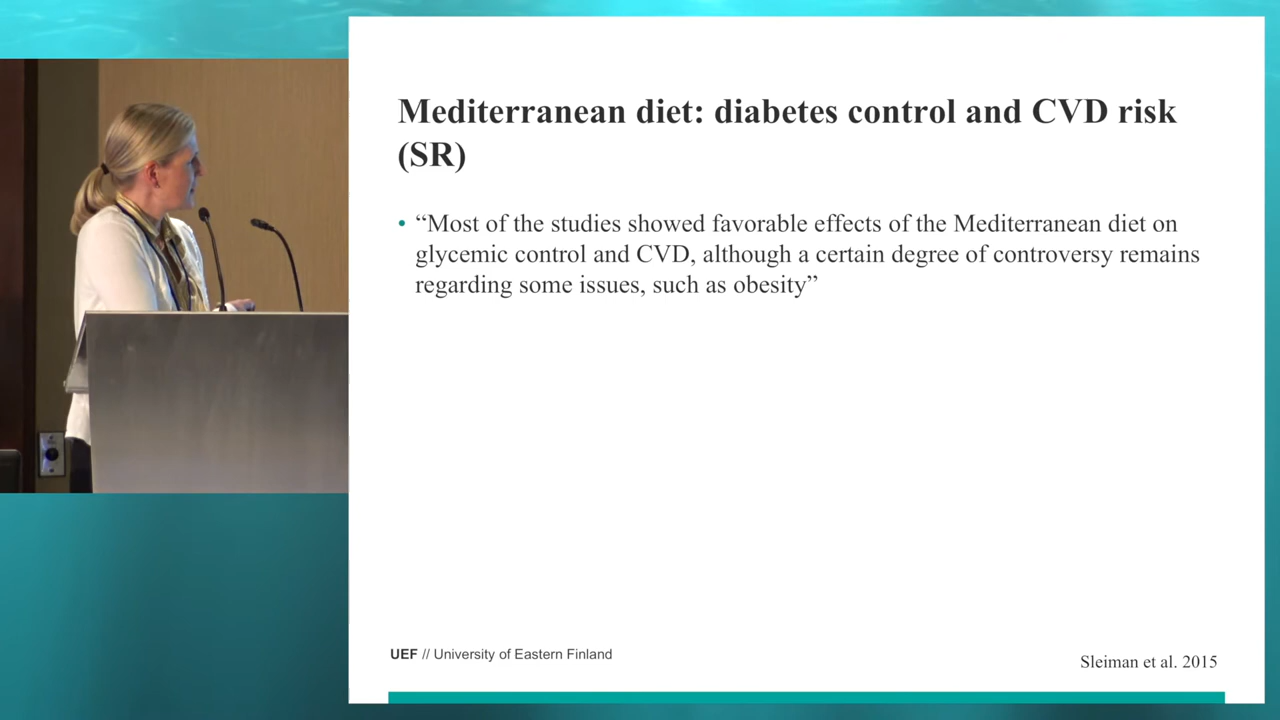 Mediterranean diet: diabetes control and CVD risk
(SR)
• “Most of the studies showed favorable effects of the Mediterranean diet on
glycemic control and CVD, although a certain degree of controversy remains
regarding some issues, such as obesity”
UEF // University of Eastern Finland
Sleiman et al. 2015